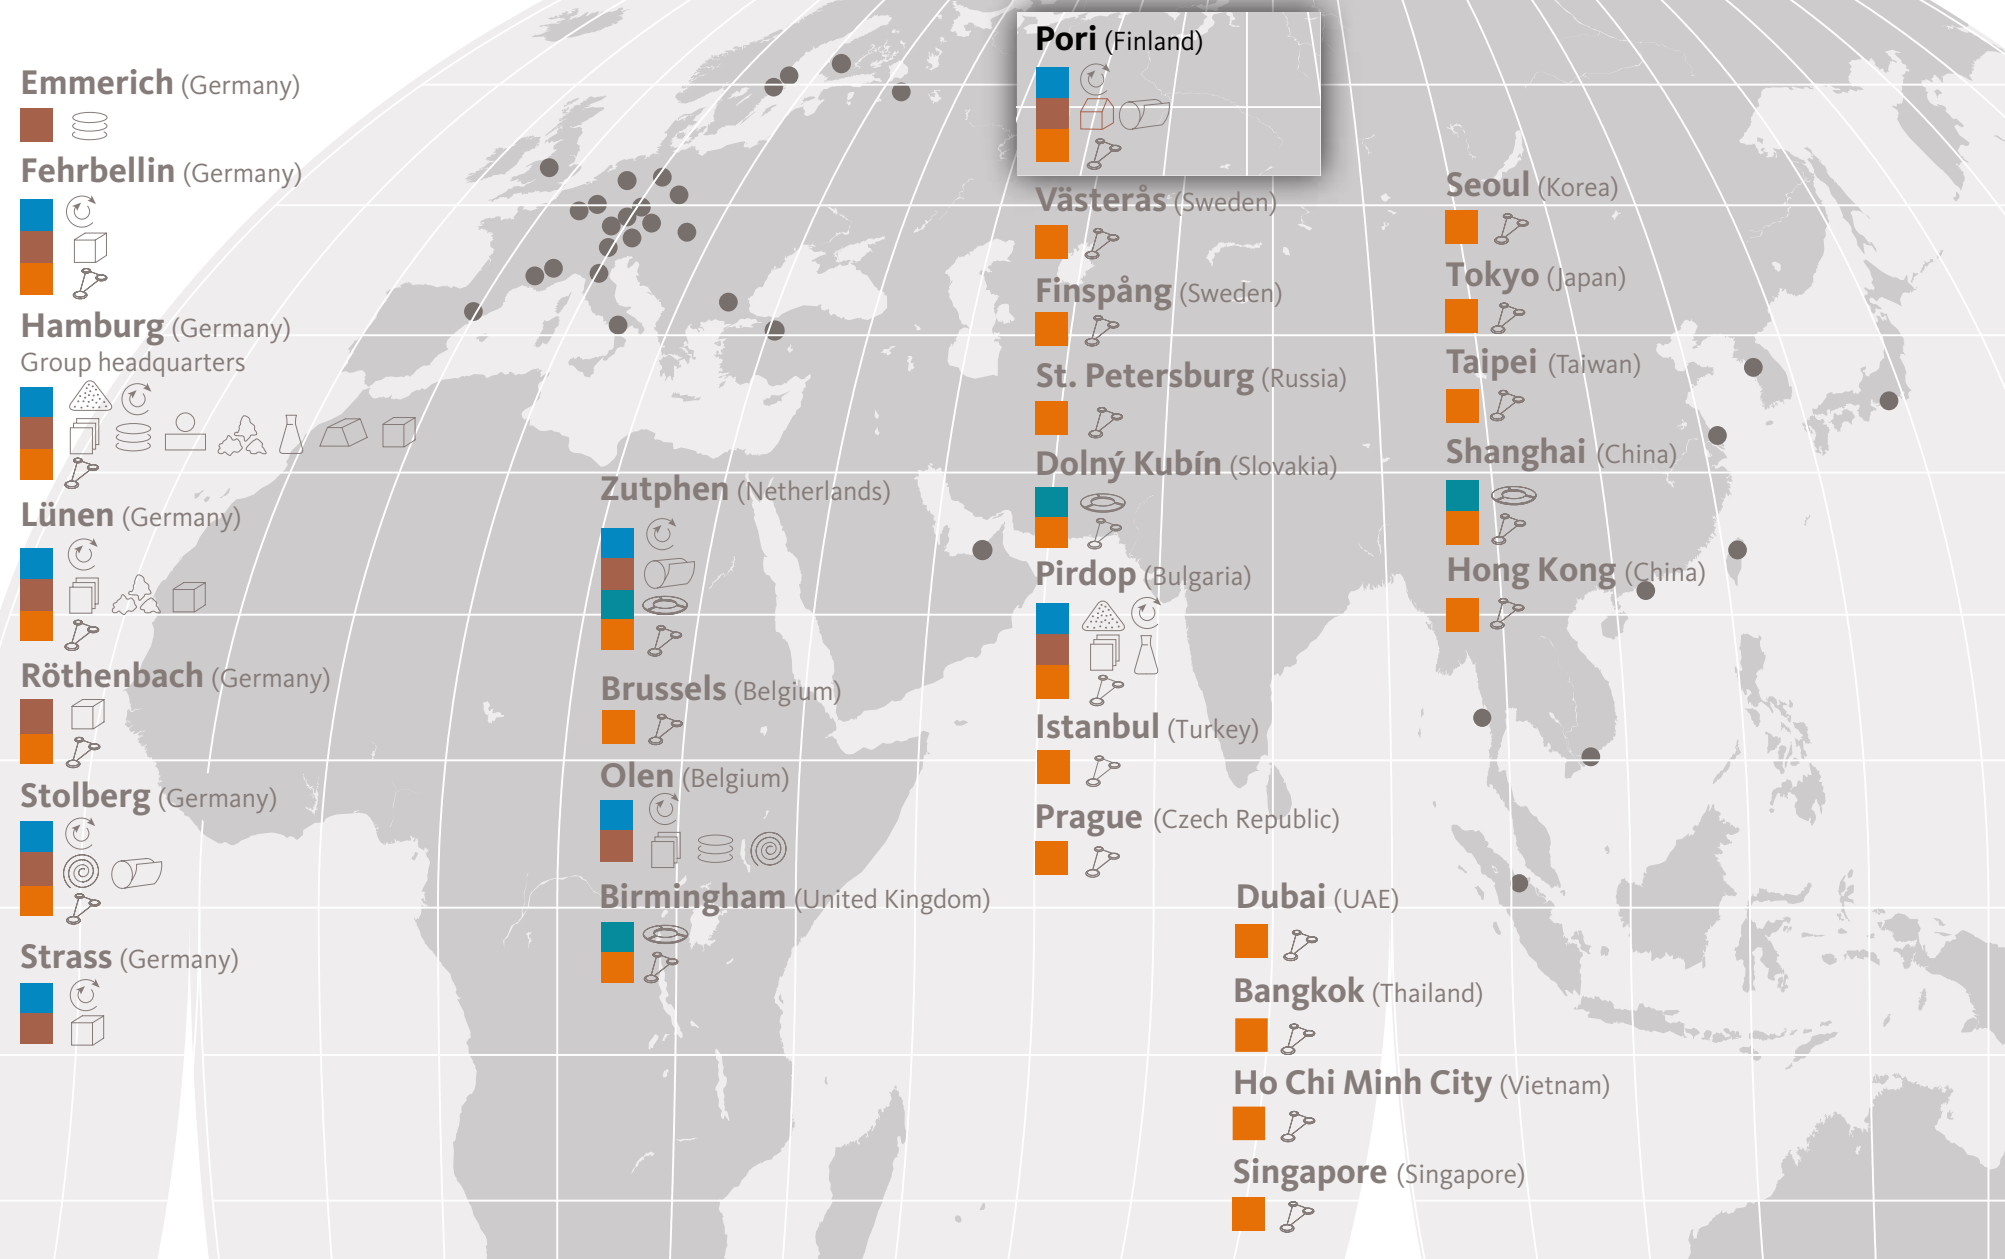 Emmerich (Germany)
Fehrbellin (Germany)
Hamburg (Germany)
Group headquarters
Lünen (Germany)
Röthenbach (Germany)
Stolberg (Germany)
Strass (Germany)
Zutphen (Netherlands)
Brussels (Belgium)
Olen (Belgium)
Birmingham (United Kingdom)
Pori (Finland)
Västerås (Sweden)
Finspång (Sweden)
St. Petersburg (Russia)
Dolný Kubín (Slovakia)
Pirdop (Bulgaria)
Istanbul (Turkey)
Prague (Czech Republic)
Dubai (UAE)
Bangkok (Thailand)
Ho Chi Minh City (Vietnam)
Singapore (Singapore)
Seoul (Korea)
Tokyo (Japan)
Taipei (Taiwan)
Shanghai (China)
Hong Kong (China)